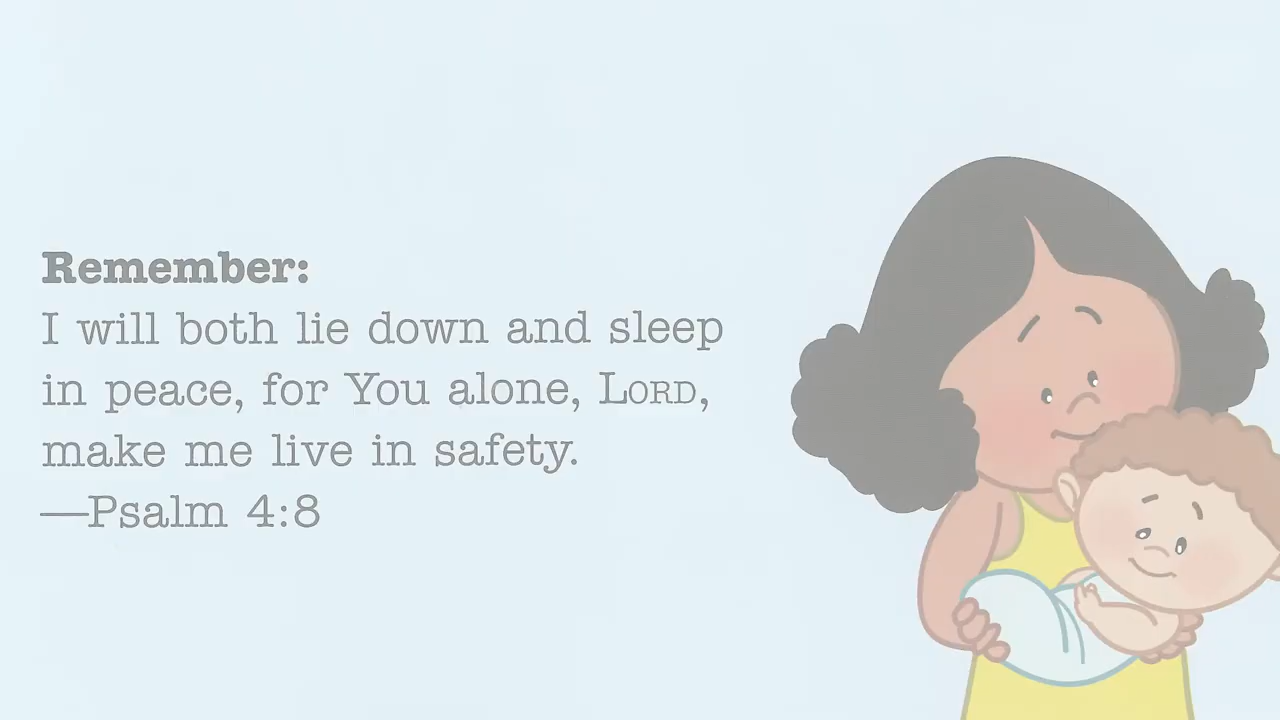 Remember:
I will both lie down and sleep
in peace, for You alone, LORD,
make me live in safety.
—Psalm 4:8